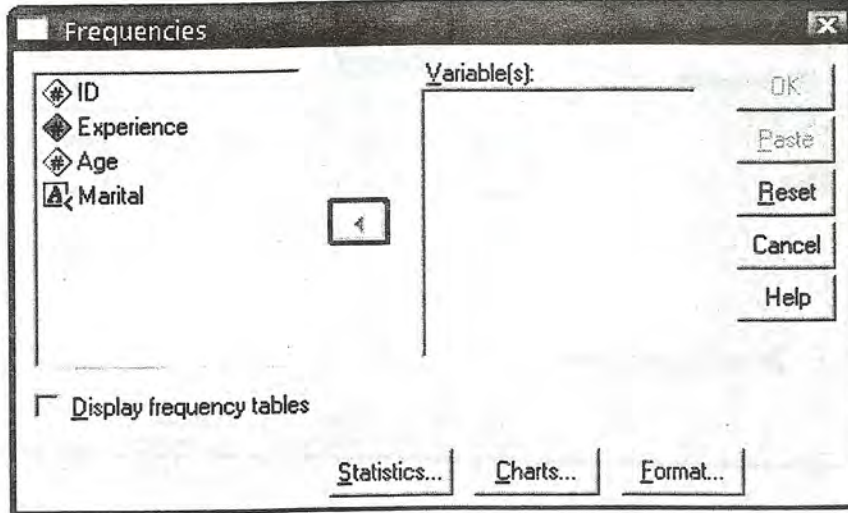 Frequencies
ID
Experience
Age
Marital
Variable(s):
OK
Paste
Reset
Cancel
Help
Display frequency tables
Statistics...
Charts...
Format...